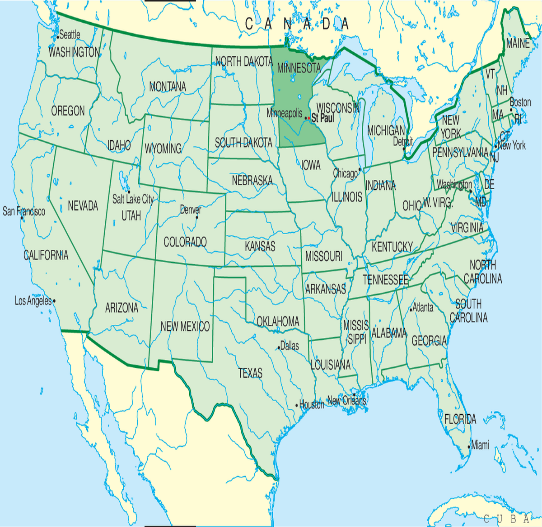 CANADA
Seattle
WASHINGTON
NORTH DAKOTA
MINNESOTA
MONTANA
MAINE
VT
NH
Boston
OREGON
IDAHO
WYOMING
SOUTH DAKOTA
Minneapolis
St Paul
WISCONSIN
MICHIGAN
Detroit
NEW
YORK
MA
RI
CT
New York
NJ
PENNSYLVANIA
IOWA
Chicago
NEBRASKA
ILLINOIS
INDIANA
OHIO
W. VIRG.
Washington
DE
MD
VIRGINIA
San Francisco
NEVADA
Salt Lake City
UTAH
Denver
COLORADO
KANSAS
MISSOURI
KENTUCKY
CALIFORNIA
NORTH
CAROLINA
TENNESSEE
ARKANSAS
OKLAHOMA
Los Angeles
ARIZONA
NEW MEXICO
MISSIS
SIPPI
ALABAMA
Atlanta
GEORGIA
SOUTH
CAROLINA
Dallas
TEXAS
LOUISIANA
Houston
New Orleans
FLORIDA
Miami
CUBA